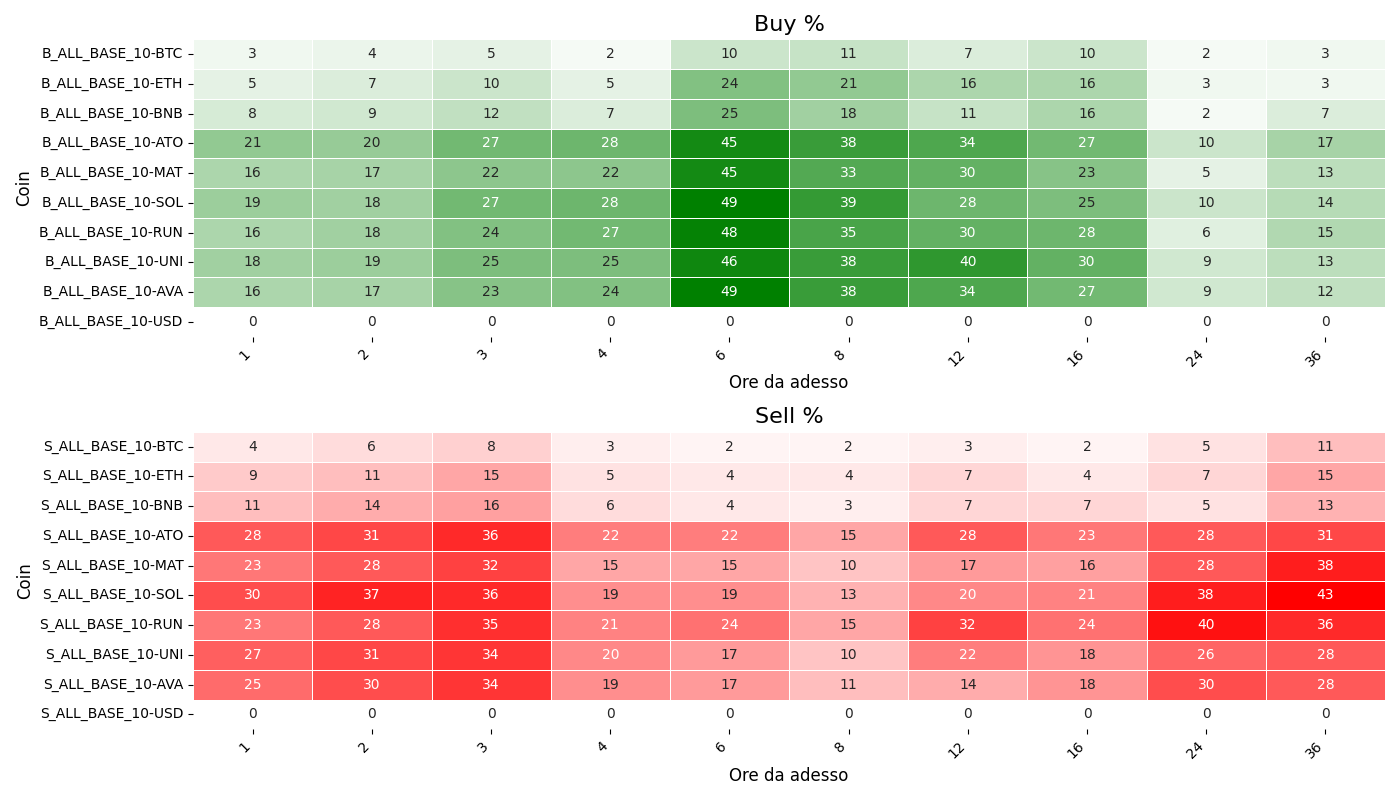 Buy %
Coin
B_ALL_BASE_10-BTC 3 4 5 2 10 11 7 10 2 3
B_ALL_BASE_10-ETH 5 7 10 5 24 21 16 16 3 3
B_ALL_BASE_10-BNB 8 9 12 7 25 18 11 16 2 7
B_ALL_BASE_10-ATO 21 20 27 28 45 38 34 27 10 17
B_ALL_BASE_10-MAT 16 17 22 22 45 33 30 23 5 13
B_ALL_BASE_10-SOL 19 18 27 28 49 39 28 25 10 14
B_ALL_BASE_10-RUN 16 18 24 27 48 35 30 28 6 15
B_ALL_BASE_10-UNI 18 19 25 25 46 38 40 30 9 13
B_ALL_BASE_10-AVA 16 17 23 24 49 38 34 27 9 12
B_ALL_BASE_10-USD 0 0 0 0 0 0 0 0 0 0
1 2 3 4 6 8 12 16 24 36
Ore da adesso
Sell %
Coin
S_ALL_BASE_10-BTC 4 6 8 3 2 2 3 2 5 11
S_ALL_BASE_10-ETH 9 11 15 5 4 4 7 4 7 15
S_ALL_BASE_10-BNB 11 14 16 6 4 3 7 7 5 13
S_ALL_BASE_10-ATO 28 31 36 22 22 15 28 23 28 31
S_ALL_BASE_10-MAT 23 28 32 15 15 10 17 16 28 38
S_ALL_BASE_10-SOL 30 37 36 19 19 13 20 21 38 43
S_ALL_BASE_10-RUN 23 28 35 21 24 15 32 24 40 36
S_ALL_BASE_10-UNI 27 31 34 20 17 10 22 18 26 28
S_ALL_BASE_10-AVA 25 30 34 19 17 11 14 18 30 28
S_ALL_BASE_10-USD 0 0 0 0 0 0 0 0 0 0
1 2 3 4 6 8 12 16 24 36
Ore da adesso